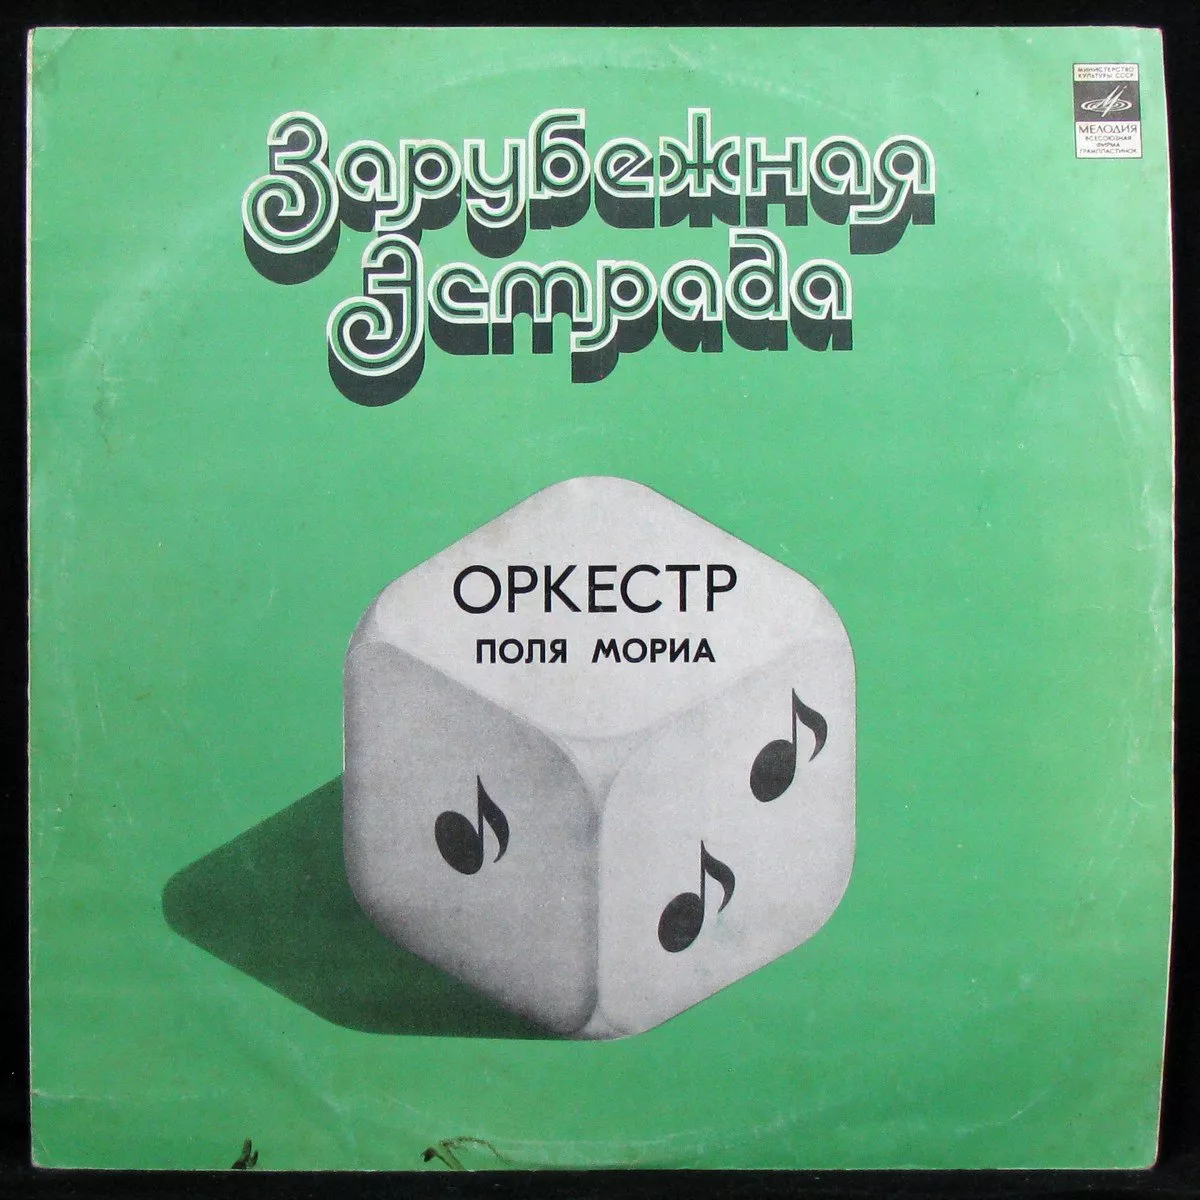 Зарубежная
Эстрада
МИНИСТЕРСТВО
КУЛЬТУРЫ СССР
МЕЛОДИЯ
ВСЕСОЮЗНАЯ
ФИРМА
ГРАМПЛАСТИНОК
ОРКЕСТР
ПОЛЯ МОРИА